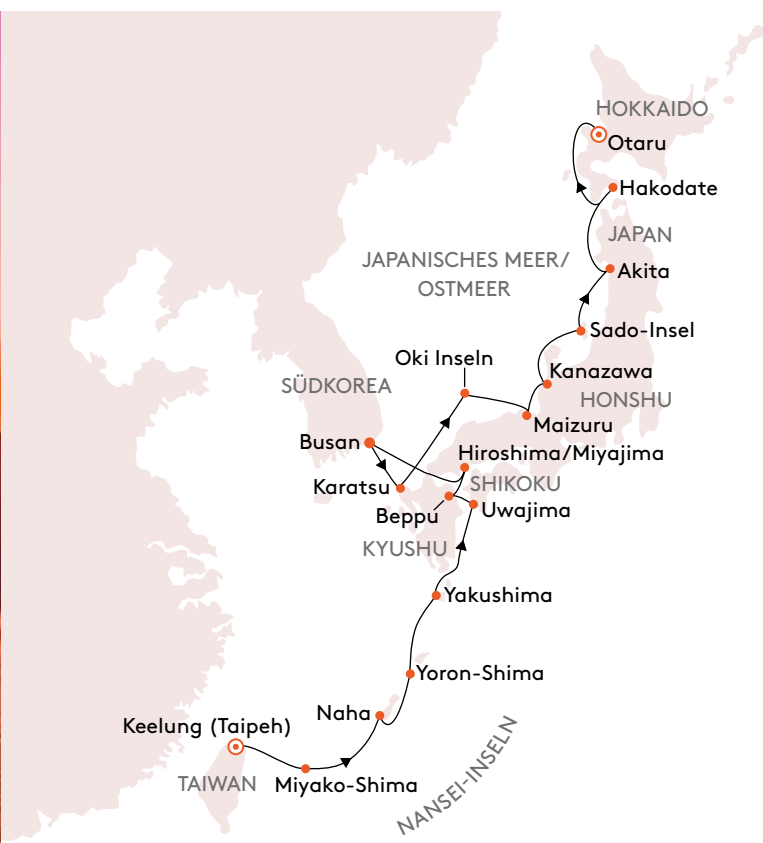 HOKKAIDO
Otaru
Hakodate
JAPAN
JAPANISCHES MEER/
OSTMEER
Akita
Sado-Insel
Oki Inseln
Kanazawa
SÜDKOREA
HONSHU
Maizuru
Busan
Hiroshima/Miyajima
Karatsu
SHIKOKU
Beppu
Uwajima
KYUSHU
Yakushima
Yoron-Shima
Naha
Keelung (Taipeh)
NANSEI-INSELN
TAIWAN
Miyako-Shima